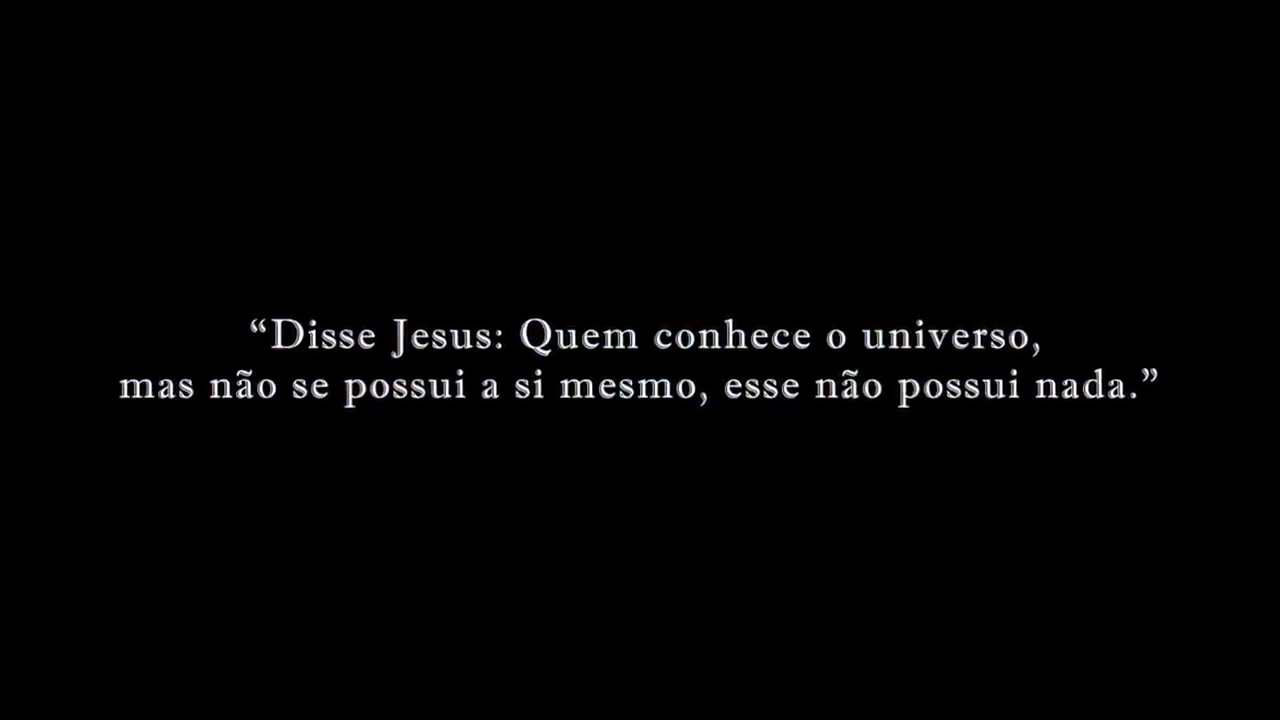 “Disse Jesus: Quem conhece o universo,
mas não se possui a si mesmo, esse não possui nada.”